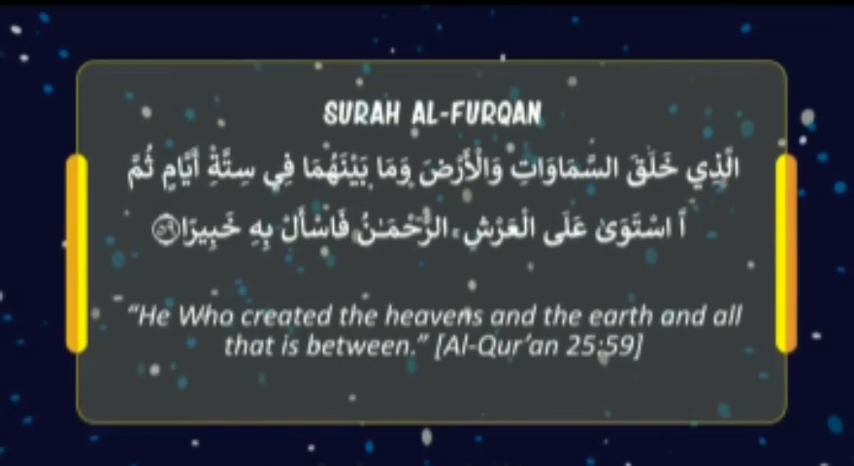 SURAH AL-FURQAN
الَّذِي خَلَقَ السَّمَاوَاتِ وَالْأَرْضَ وَمَا بَيْنَهُمَا فِي سِتَّةِ أَيَّامٍ ثُمَّ
اً اسْتَوَىٰ عَلَى الْعَرْشِ ۚ الرَّحْمَـٰنُ فَاسْأَلْ بِهِ خَبِيرًا ﴿٥٩﴾
“He Who created the heavens and the earth and all
that is between.” [Al-Qur’an 25:59]